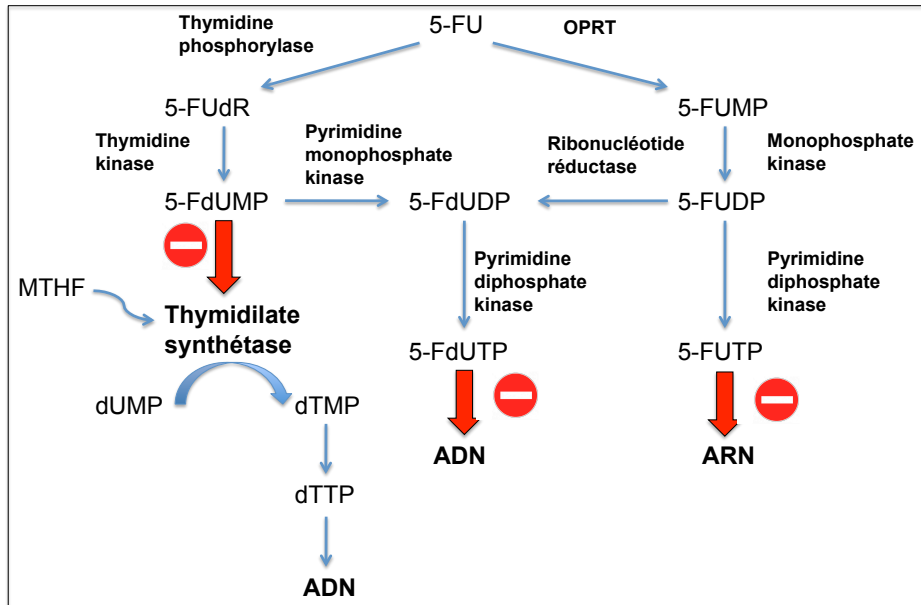 Thymidine
phosphorylase
5-FU
OPRT
5-FUdR
5-FUMP
Thymidine
kinase
Pyrimidine
monophosphate
kinase
Ribonucléotide
réductase
Monophosphate
kinase
5-FdUMP
5-FdUDP
5-FUDP
MTHF
Thymidilate
synthétase
Pyrimidine
diphosphate
kinase
Pyrimidine
diphosphate
kinase
5-FdUTP
5-FUTP
dUMP
dTMP
ADN
ARN
dTTP
ADN